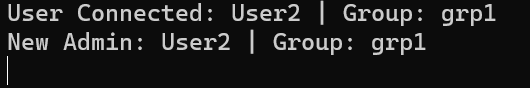 User Connected: User2 | Group: grp1
New Admin: User2 | Group: grp1